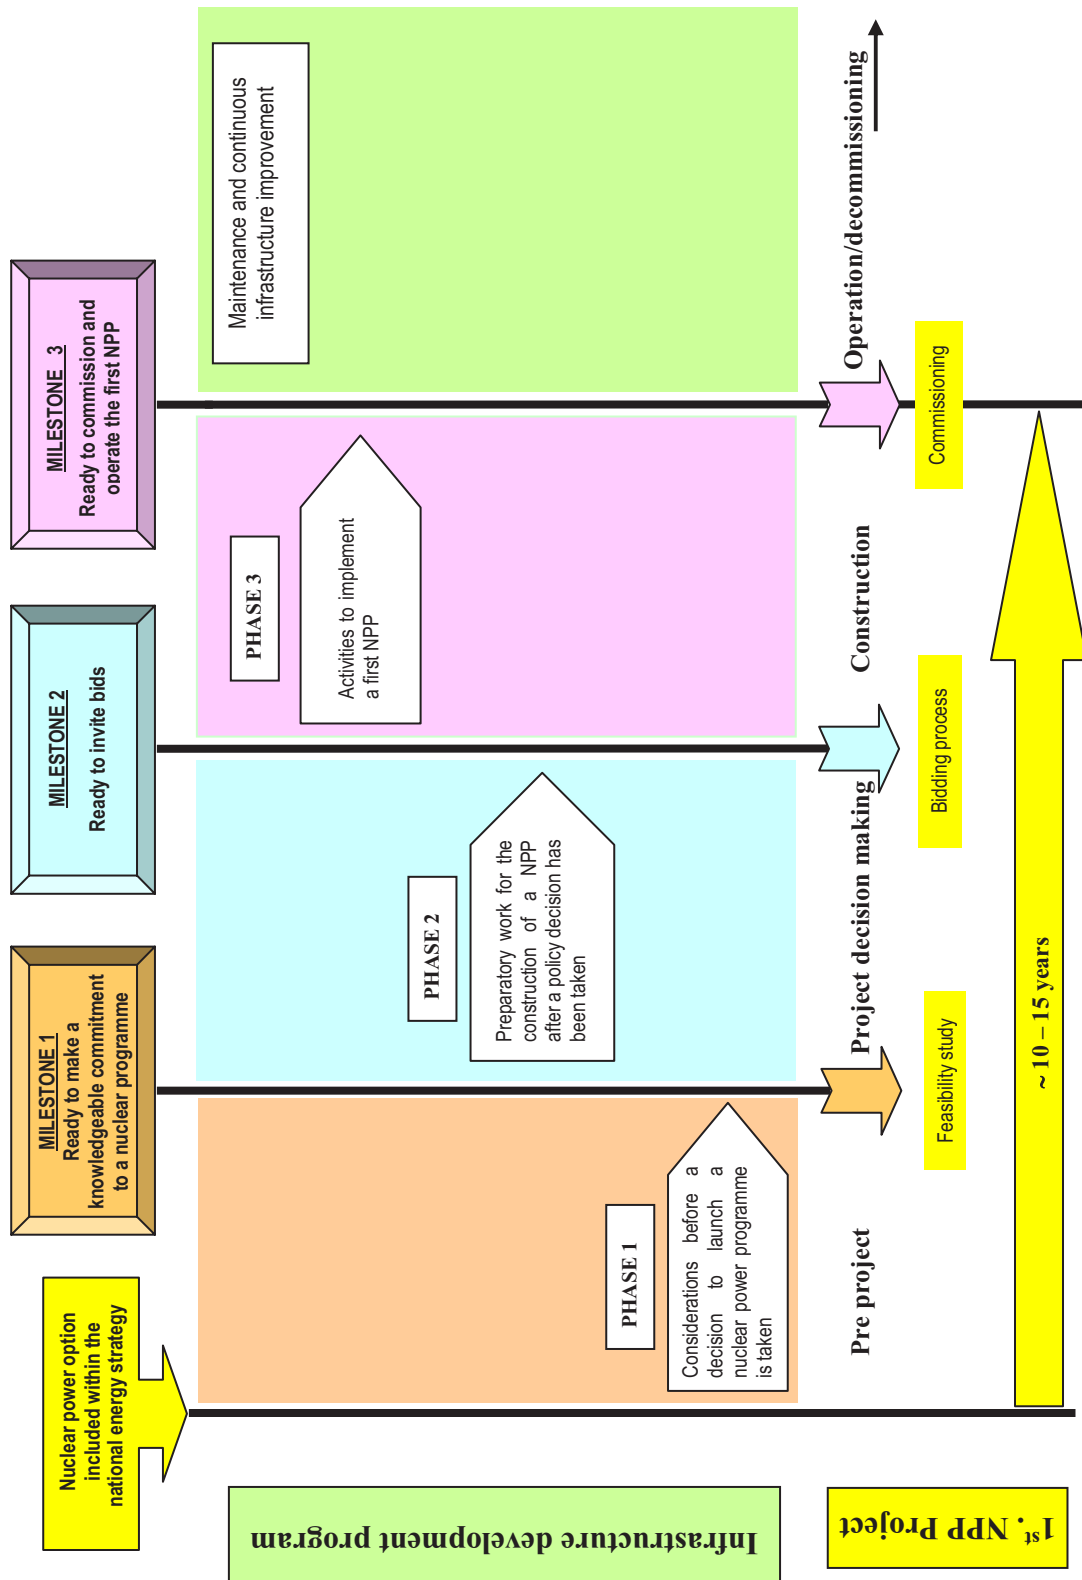 Nuclear power option
included within the
national energy strategy
MILESTONE 1
Ready to make a
knowledgeable commitment
to a nuclear programme
MILESTONE 2
Ready to invite bids
MILESTONE 3
Ready to commission and
operate the first NPP
Infrastructure development program
PHASE 1
Considerations before a
decision to launch a
nuclear power programme
is taken
PHASE 2
Preparatory work for the
construction of a NPP
after a policy decision has
been taken
PHASE 3
Activities to implement
a first NPP
Maintenance and continuous
infrastructure improvement
1st. NPP Project
Pre project
Project decision making
Construction
Operation/decommissioning
Feasibility study
Bidding process
Commissioning
~ 10 – 15 years